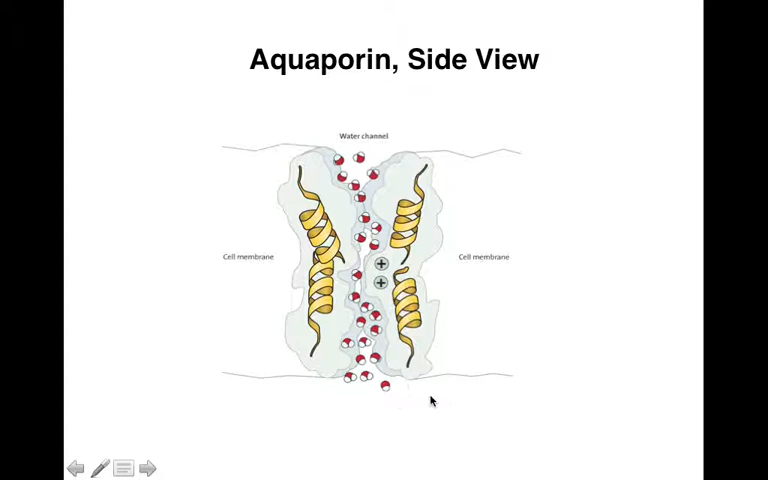 Aquaporin, Side View
Water channel
Cell membrane
Cell membrane
+
+